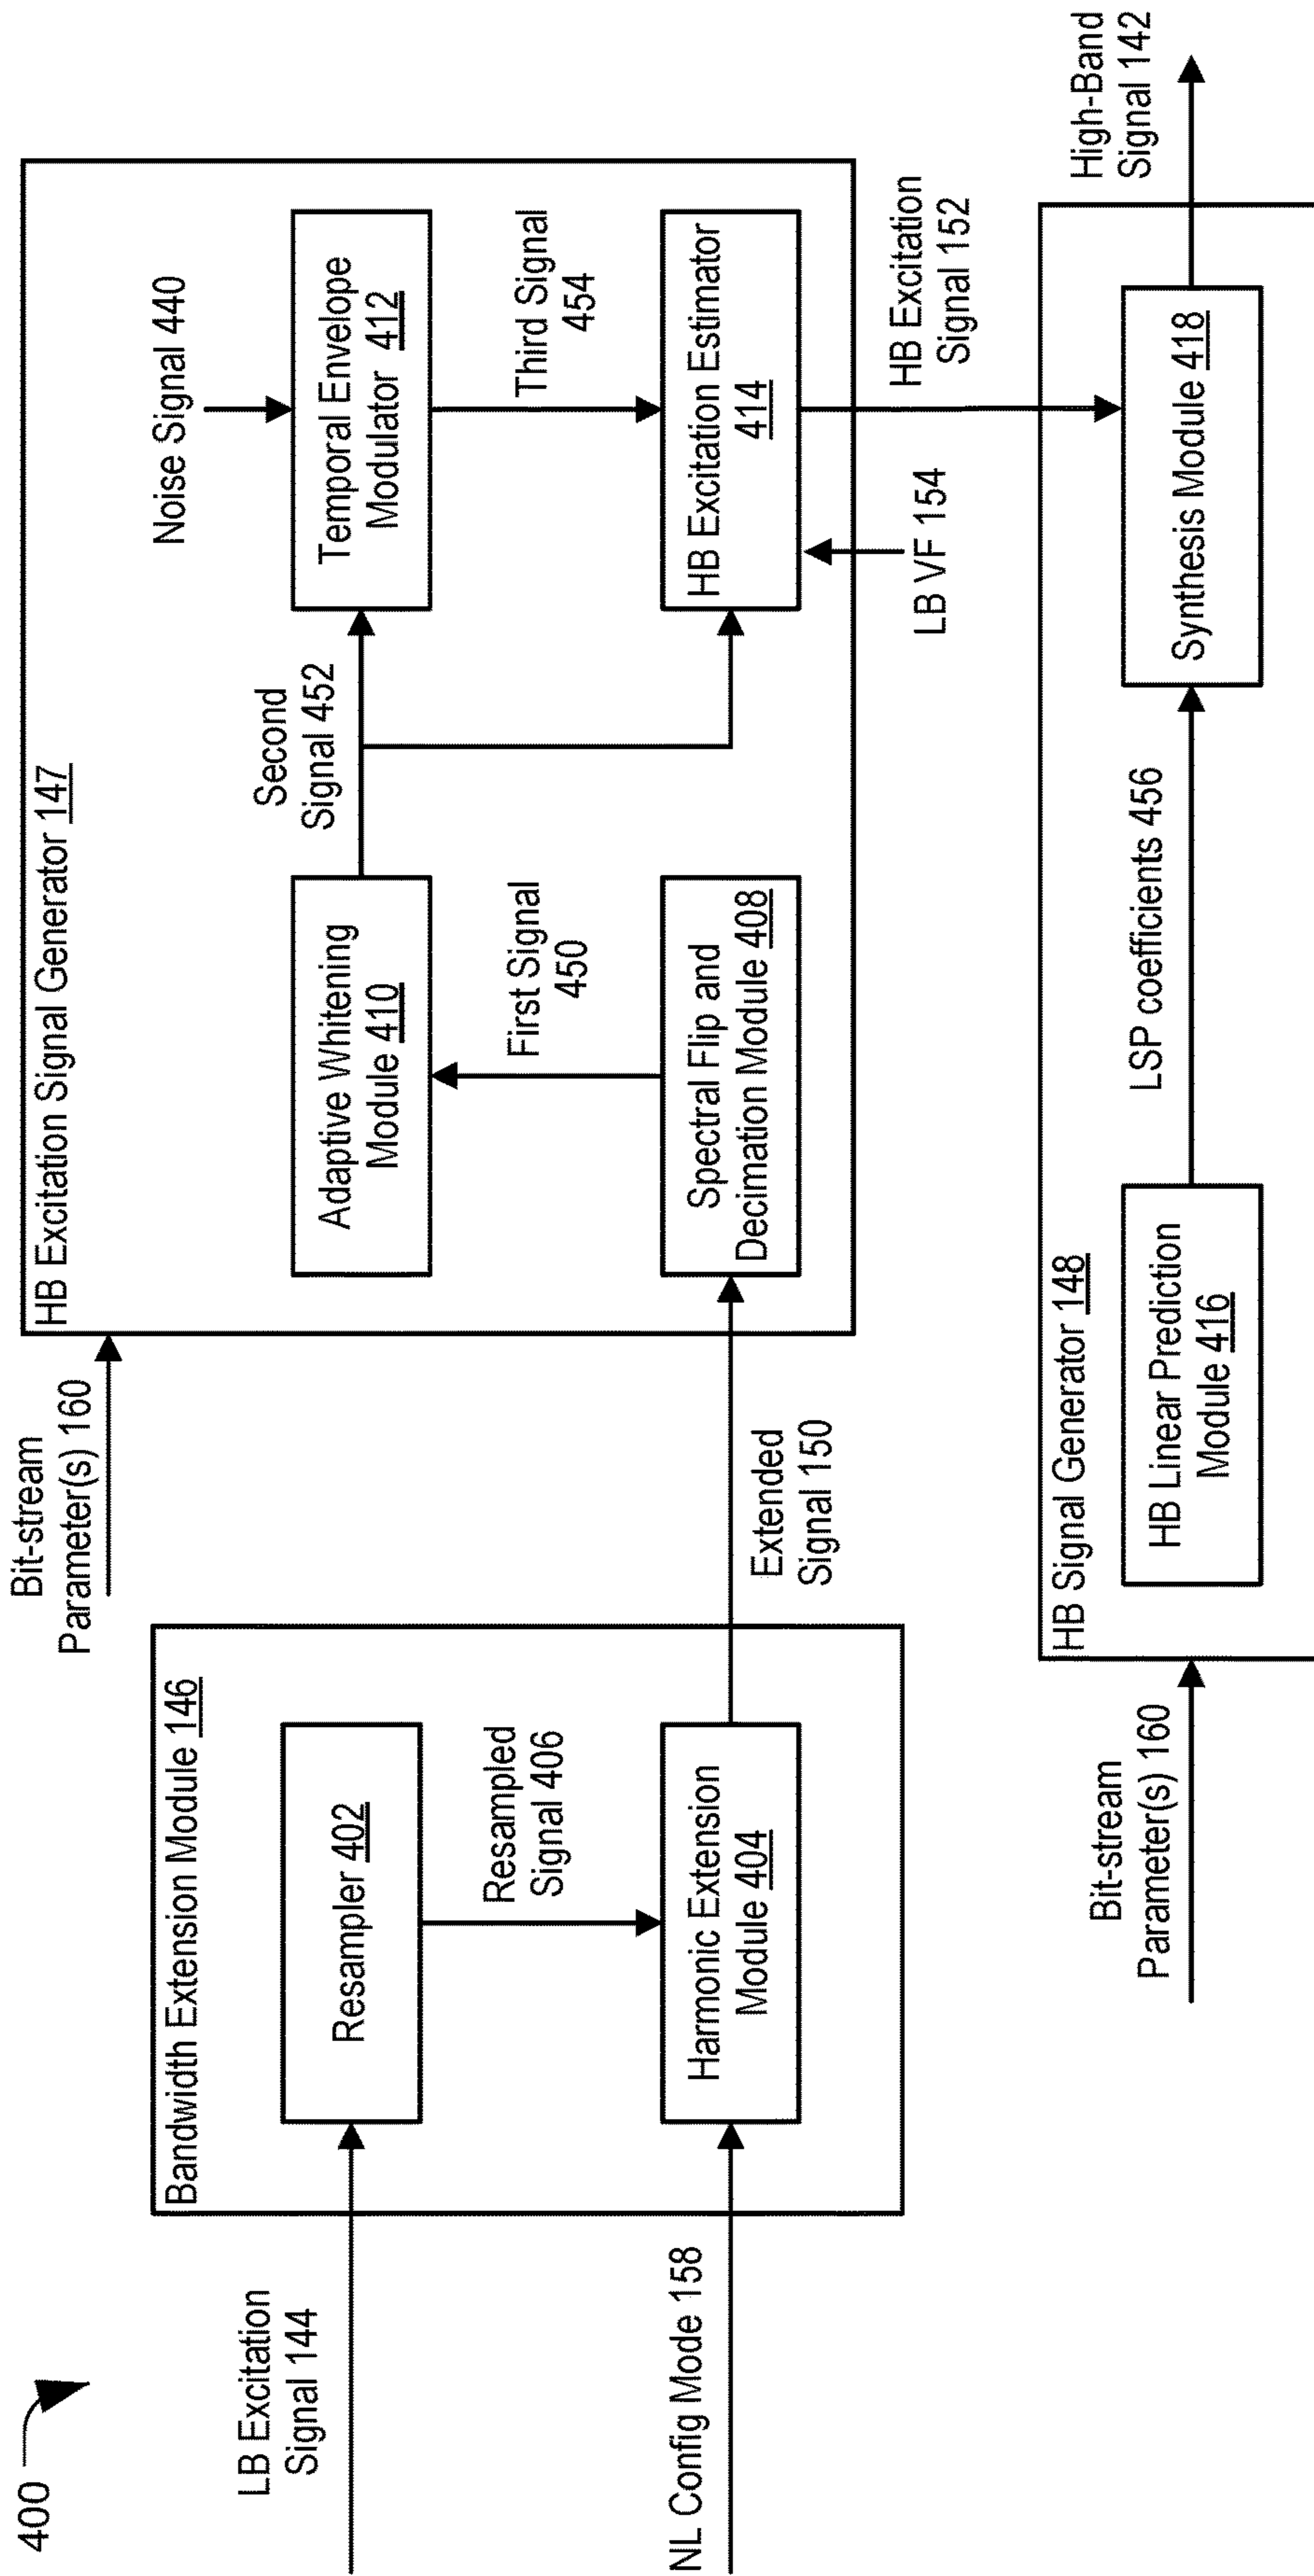 400
LB Excitation
Signal 144
NL Config Mode 158
Bandwidth Extension Module 146
Resampler 402
Resampled
Signal 406
Harmonic Extension
Module 404
Extended
Signal 150
Bit-stream
Parameter(s) 160
HB Excitation Signal Generator 147
Adaptive Whitening
Module 410
First Signal
450
Spectral Flip and
Decimation Module 408
Second
Signal 452
Noise Signal 440
Temporal Envelope
Modulator 412
Third Signal
454
HB Excitation Estimator
414
LB VF 154
HB Excitation
Signal 152
Bit-stream
Parameter(s) 160
HB Signal Generator 148
HB Linear Prediction
Module 416
LSP coefficients 456
Synthesis Module 418
High-Band
Signal 142